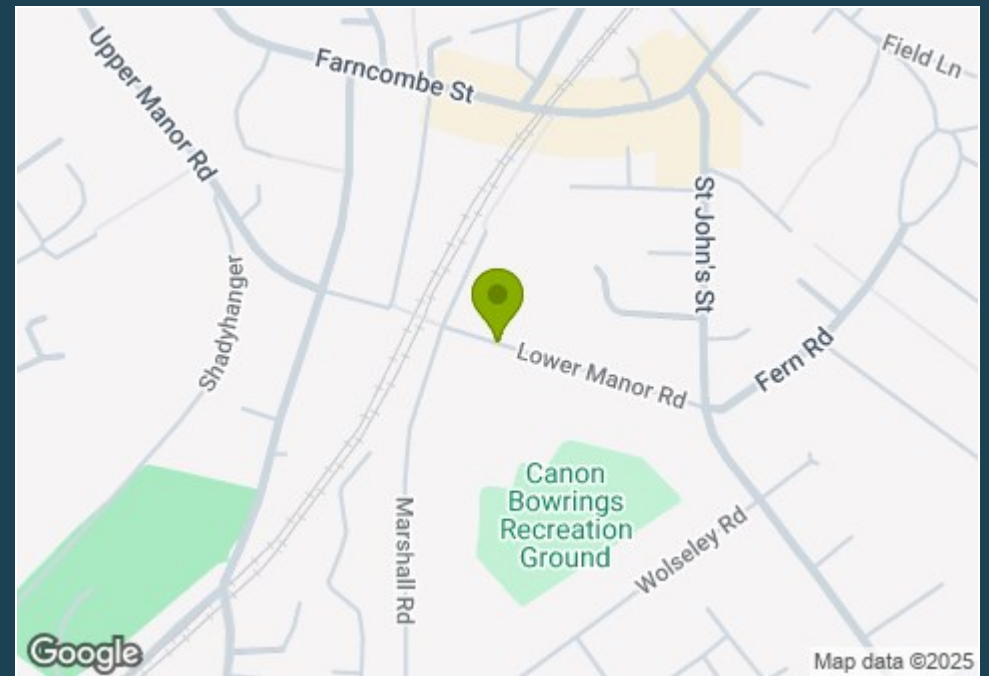 Upper Manor Rd
Farncombe St
Field Ln
St John's St
Shadyhanger
Lower Manor Rd
Fern Rd
Canon
Bowrings
Recreation
Ground
Marshall Rd
Wolseley Rd
Google
Map data ©2025